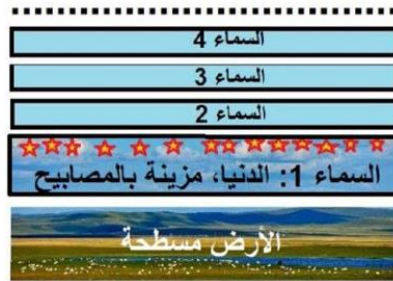 السماء 4
السماء 3
السماء 2
السماء 1: الدنيا، مزينة بالمصابيح
الأرض مسطحة